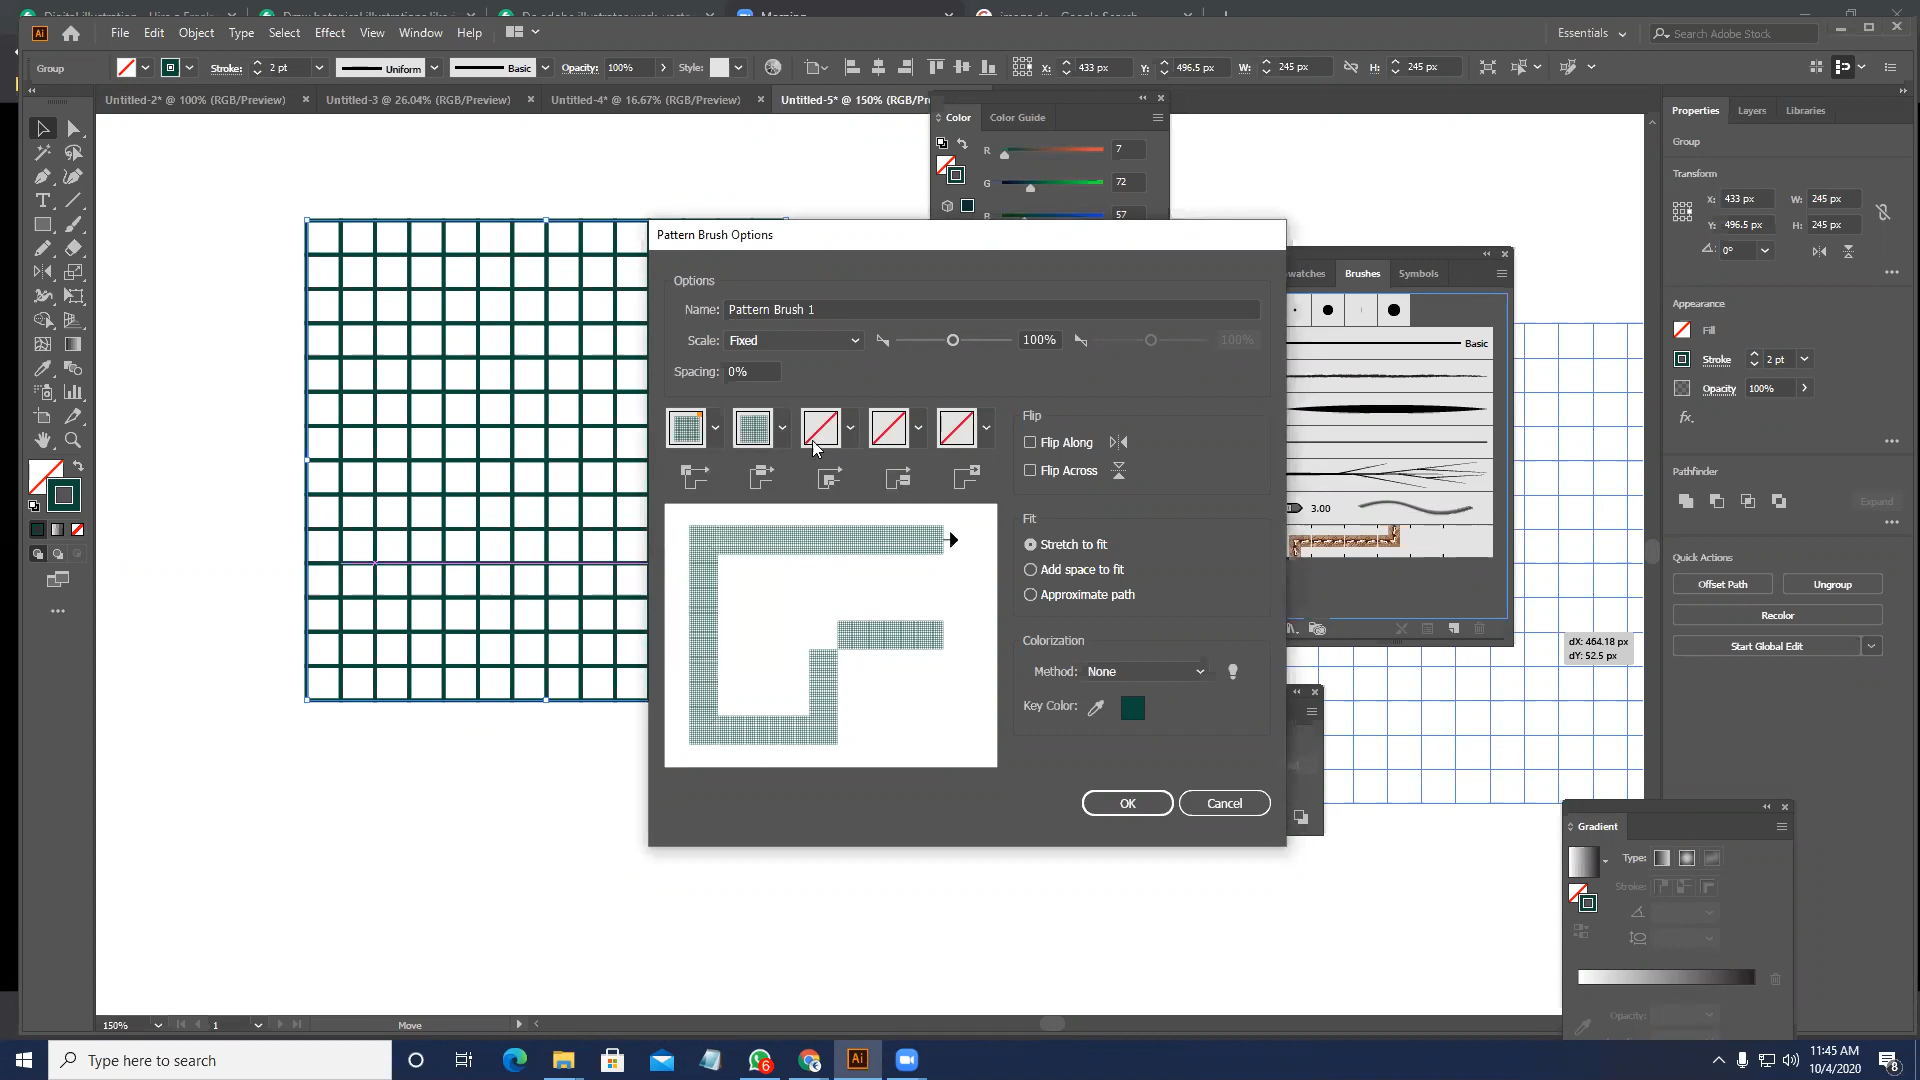 File Edit Object Type Select Effect View Window Help
Essentials
Search Adobe Stock
Group
Stroke: 2 pt
Uniform
Basic
Opacity: 100%
Style:
X: 433 px
Y: 496.5 px
W: 245 px
H: 245 px
Untitled-2* @ 100% (RGB/Preview)
Untitled-3 @ 26.04% (RGB/Preview)
Untitled-4* @ 16.67% (RGB/Preview)
Untitled-5* @ 150% (RGB/Pre
Color
Color Guide
R 7
G 72
57
Pattern Brush Options
Options
Name: Pattern Brush 1
Scale: Fixed
100%
100%
Spacing: 0%
Flip
Flip Along
Flip Across
Fit
Stretch to fit
Add space to fit
Approximate path
Colorization
Method: None
Key Color:
OK
Cancel
watches
Brushes
Symbols
Basic
3.00
dX: 464.18 px
dY: 52.5 px
Properties
Layers
Libraries
Group
Transform
X: 433 px
W: 245 px
Y: 496.5 px
H: 245 px
0°
Appearance
Fill
Stroke
2 pt
Opacity
100%
fx.
Pathfinder
Expand
Quick Actions
Offset Path
Ungroup
Recolor
Start Global Edit
Gradient
Type:
Stroke:
Opacity:
150%
1
Move
Type here to search
6
Ai
11:45 AM
10/4/2020
8